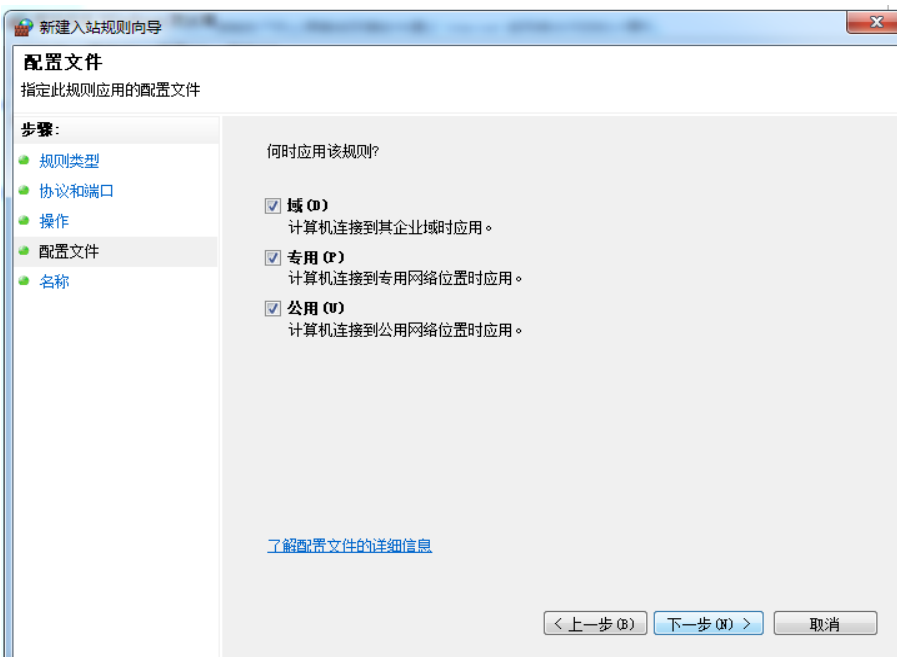 新建入站规则向导
配置文件
指定此规则应用的配置文件
步骤:
规则类型
协议和端口
操作
配置文件
名称
何时应用该规则?
域(D)
计算机连接到其企业域时应用。
专用(P)
计算机连接到专用网络位置时应用。
公用(U)
计算机连接到公用网络位置时应用。
了解配置文件的详细信息
< 上一步(B)
下一步(N) >
取消